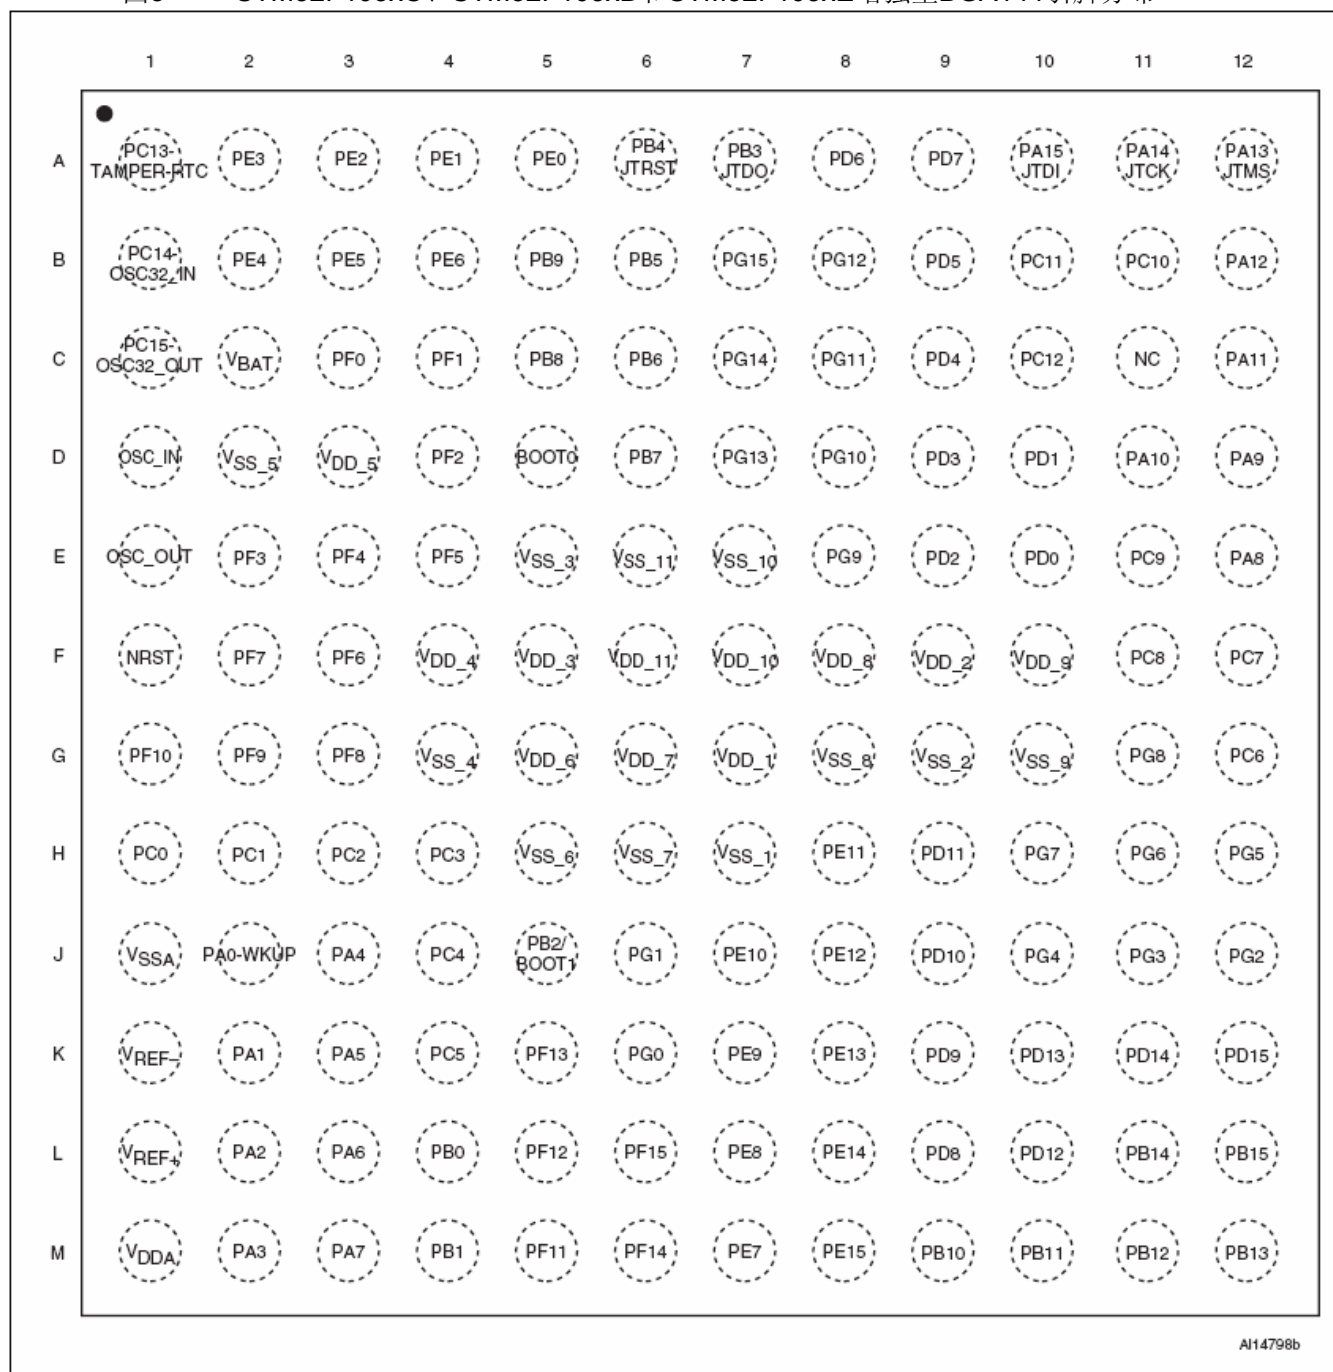 1 2 3 4 5 6 7 8 9 10 11 12
A PC13-TAMPER-RTC PE3 PE2 PE1 PE0 PB4 JTRST PB3 JTDO PD6 PD7 PA15 JTDI PA14 JTCK PA13 JTMS
B PC14-OSC32_IN PE4 PE5 PE6 PB9 PB5 PG15 PG12 PD5 PC11 PC10 PA12
C PC15-OSC32_OUT VBAT PF0 PF1 PB8 PB6 PG14 PG11 PD4 PC12 NC PA11
D OSC_IN VSS_5 VDD_5 PF2 BOOT0 PB7 PG13 PG10 PD3 PD1 PA10 PA9
E OSC_OUT PF3 PF4 PF5 VSS_3 VSS_11 VSS_10 PG9 PD2 PD0 PC9 PA8
F NRST PF7 PF6 VDD_4 VDD_3 VDD_11 VDD_10 VDD_8 VDD_2 VDD_9 PC8 PC7
G PF10 PF9 PF8 VSS_4 VDD_6 VDD_7 VDD_1 VSS_8 VSS_2 VSS_9 PG8 PC6
H PC0 PC1 PC2 PC3 VSS_6 VSS_7 VSS_1 PE11 PD11 PG7 PG6 PG5
J VSSA PA0-WKUP PA4 PC4 PB2/BOOT1 PG1 PE10 PE12 PD10 PG4 PG3 PG2
K VREF– PA1 PA5 PC5 PF13 PG0 PE9 PE13 PD9 PD13 PD14 PD15
L VREF+ PA2 PA6 PB0 PF12 PF15 PE8 PE14 PD8 PD12 PB14 PB15
M VDDA PA3 PA7 PB1 PF11 PF14 PE7 PE15 PB10 PB11 PB12 PB13
AI14798b